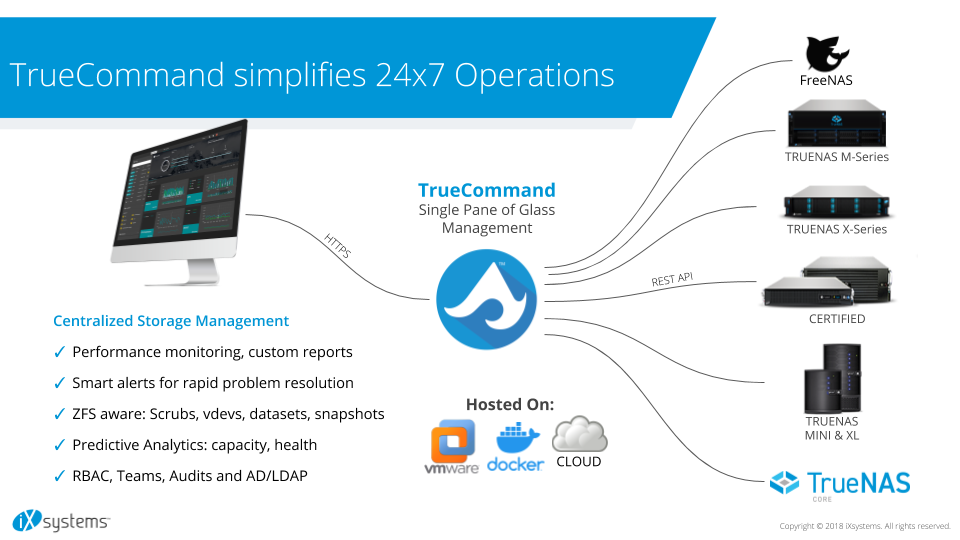 TrueCommand simplifies 24x7 Operations
FreeNAS
TRUENAS M-Series
TrueCommand
Single Pane of Glass
Management
TRUENAS X-Series
HTTPS
™
REST API
CERTIFIED
Centralized Storage Management
✓ Performance monitoring, custom reports
✓ Smart alerts for rapid problem resolution
✓ ZFS aware: Scrubs, vdevs, datasets, snapshots
✓ Predictive Analytics: capacity, health
✓ RBAC, Teams, Audits and AD/LDAP
Hosted On:
vmware
docker
CLOUD
TRUENAS
MINI & XL
TrueNAS
CORE
iXsystems™
Copyright © 2018 iXsystems. All rights reserved.